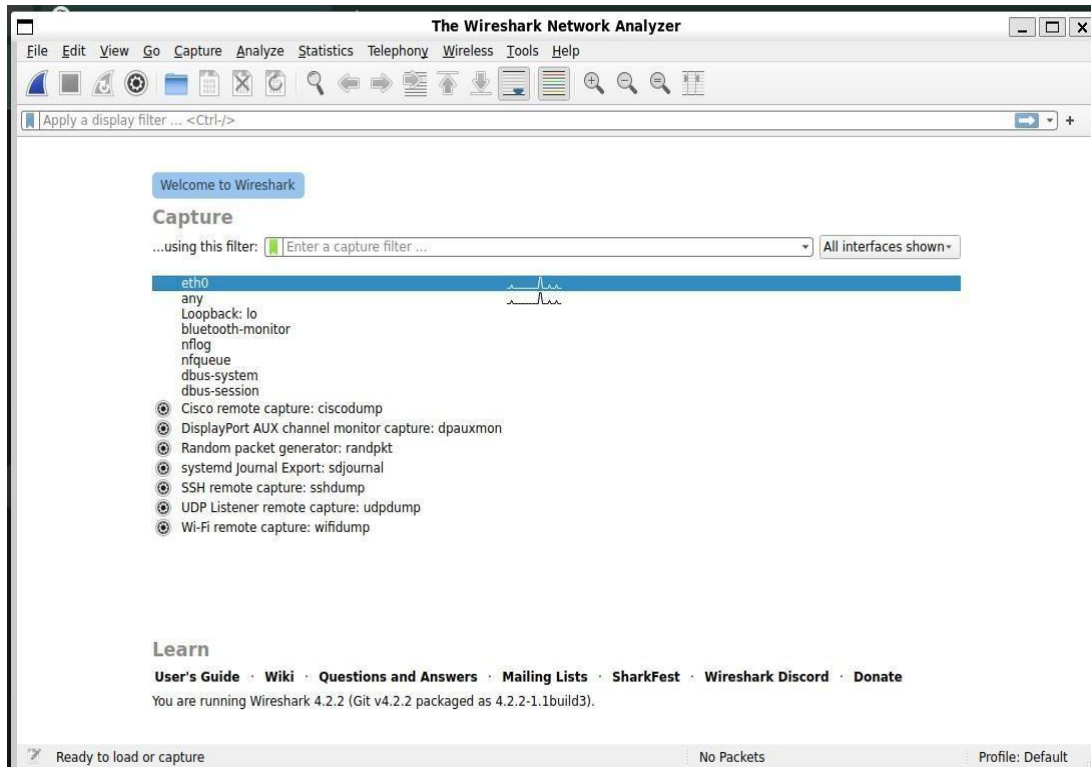 The Wireshark Network Analyzer
File Edit View Go Capture Analyze Statistics Telephony Wireless Tools Help
Apply a display filter ... <Ctrl-/>
+
Welcome to Wireshark
Capture
...using this filter: Enter a capture filter ... All interfaces shown
eth0
any
Loopback: lo
bluetooth-monitor
nflog
nfqueue
dbus-system
dbus-session
Cisco remote capture: ciscodump
DisplayPort AUX channel monitor capture: dpauxmon
Random packet generator: randpkt
systemd Journal Export: sdjournal
SSH remote capture: sshdump
UDP Listener remote capture: udpdump
Wi-Fi remote capture: wifidump
Learn
User's Guide · Wiki · Questions and Answers · Mailing Lists · SharkFest · Wireshark Discord · Donate
You are running Wireshark 4.2.2 (Git v4.2.2 packaged as 4.2.2-1.1build3).
Ready to load or capture No Packets Profile: Default